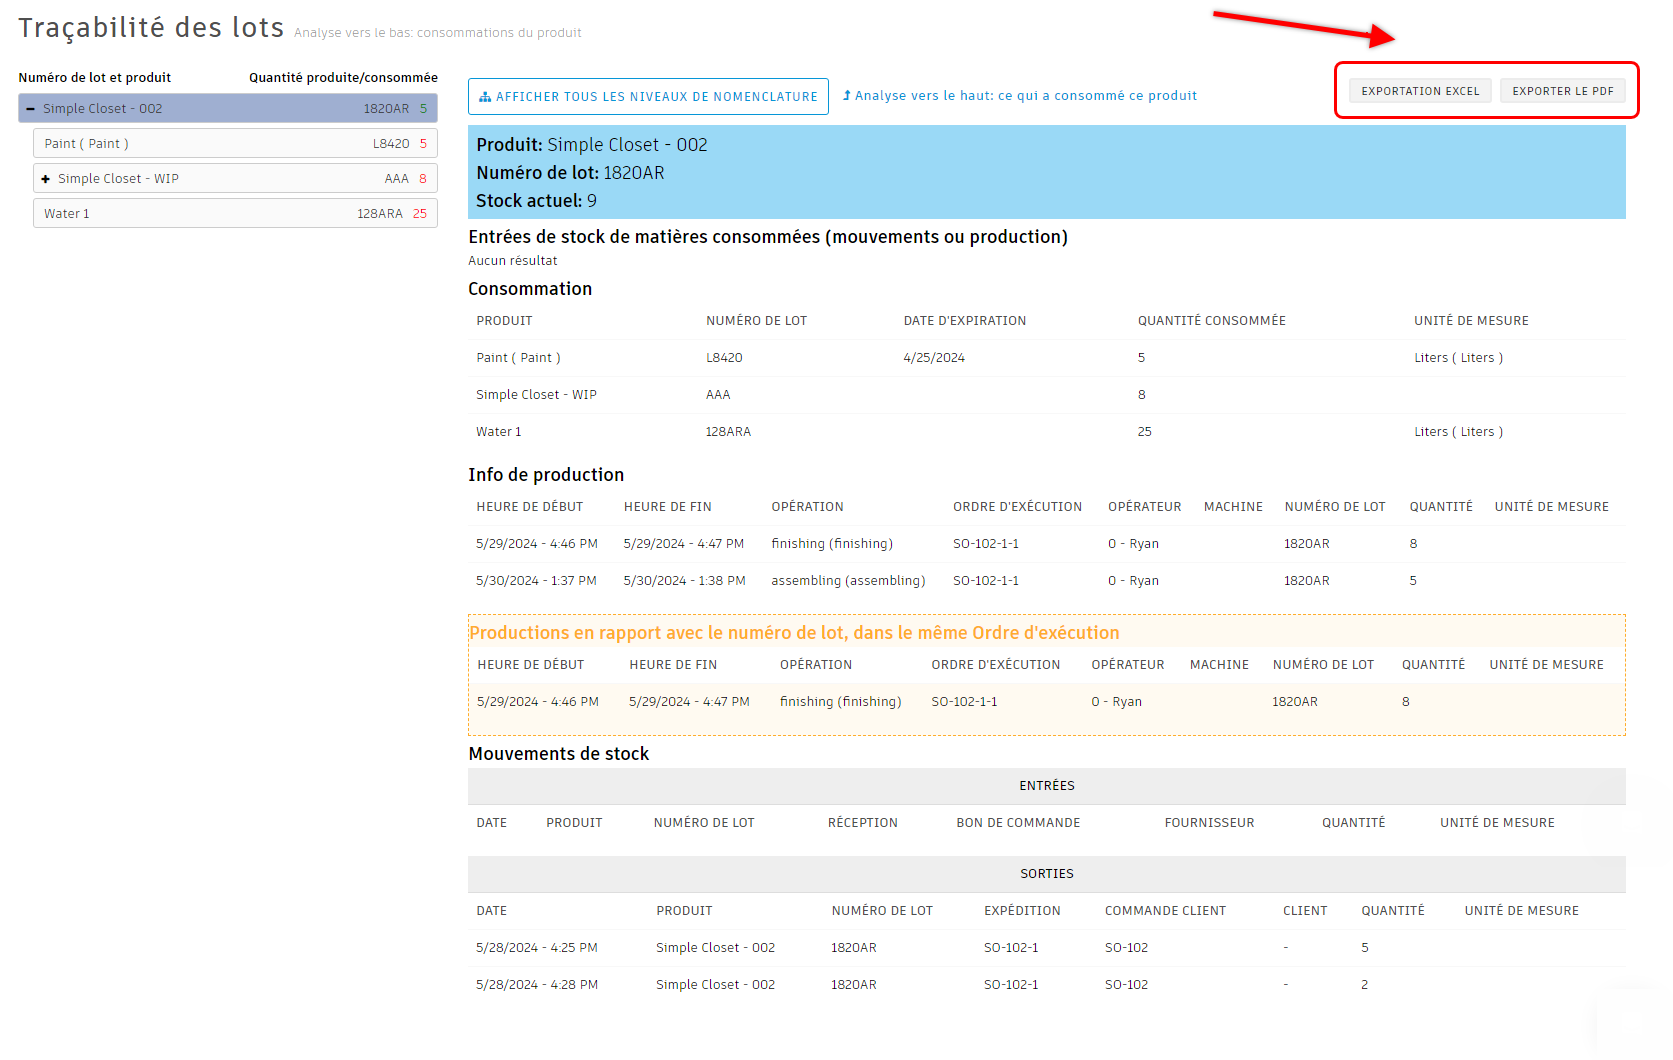 Traçabilité des lots Analyse vers le bas: consommations du produit
Numéro de lot et produit Quantité produite/consommée
Simple Closet - 002 1820AR 5
Paint ( Paint ) L8420 5
Simple Closet - WIP AAA 8
Water 1 128ARA 25
AFFICHER TOUS LES NIVEAUX DE NOMENCLATURE Analyse vers le haut: ce qui a consommé ce produit EXPORTATION EXCEL EXPORTER LE PDF
Produit: Simple Closet - 002
Numéro de lot: 1820AR
Stock actuel: 9
Entrées de stock de matières consommées (mouvements ou production)
Aucun résultat
Consommation
PRODUIT NUMÉRO DE LOT DATE D'EXPIRATION QUANTITÉ CONSOMMÉE UNITÉ DE MESURE
Paint ( Paint ) L8420 4/25/2024 5 Liters ( Liters )
Simple Closet - WIP AAA 8
Water 1 128ARA 25 Liters ( Liters )
Info de production
HEURE DE DÉBUT HEURE DE FIN OPÉRATION ORDRE D'EXÉCUTION OPÉRATEUR MACHINE NUMÉRO DE LOT QUANTITÉ UNITÉ DE MESURE
5/29/2024 - 4:46 PM 5/29/2024 - 4:47 PM finishing (finishing) SO-102-1-1 0 - Ryan 1820AR 8
5/30/2024 - 1:37 PM 5/30/2024 - 1:38 PM assembling (assembling) SO-102-1-1 0 - Ryan 1820AR 5
Productions en rapport avec le numéro de lot, dans le même Ordre d'exécution
HEURE DE DÉBUT HEURE DE FIN OPÉRATION ORDRE D'EXÉCUTION OPÉRATEUR MACHINE NUMÉRO DE LOT QUANTITÉ UNITÉ DE MESURE
5/29/2024 - 4:46 PM 5/29/2024 - 4:47 PM finishing (finishing) SO-102-1-1 0 - Ryan 1820AR 8
Mouvements de stock
ENTRÉES
DATE PRODUIT NUMÉRO DE LOT RÉCEPTION BON DE COMMANDE FOURNISSEUR QUANTITÉ UNITÉ DE MESURE
SORTIES
DATE PRODUIT NUMÉRO DE LOT EXPÉDITION COMMANDE CLIENT CLIENT QUANTITÉ UNITÉ DE MESURE
5/28/2024 - 4:25 PM Simple Closet - 002 1820AR SO-102-1 SO-102 - 5
5/28/2024 - 4:28 PM Simple Closet - 002 1820AR SO-102-1 SO-102 - 2